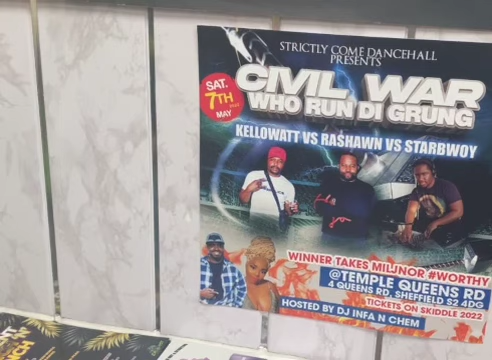 STRICTLY COME DANCEHALL
PRESENTS
CIVIL WAR
WHO RUN DI GRUNG
SAT.
7TH
MAY
KELLOWATT VS RASHAWN VS STARBWOY
WINNER TAKES MILJNOR #WORTHY
@TEMPLE QUEENS RD
4 QUEENS RD, SHEFFIELD S2 4DG
TICKETS ON SKIDDLE 2022
HOSTED BY DJ INFA N CHEM